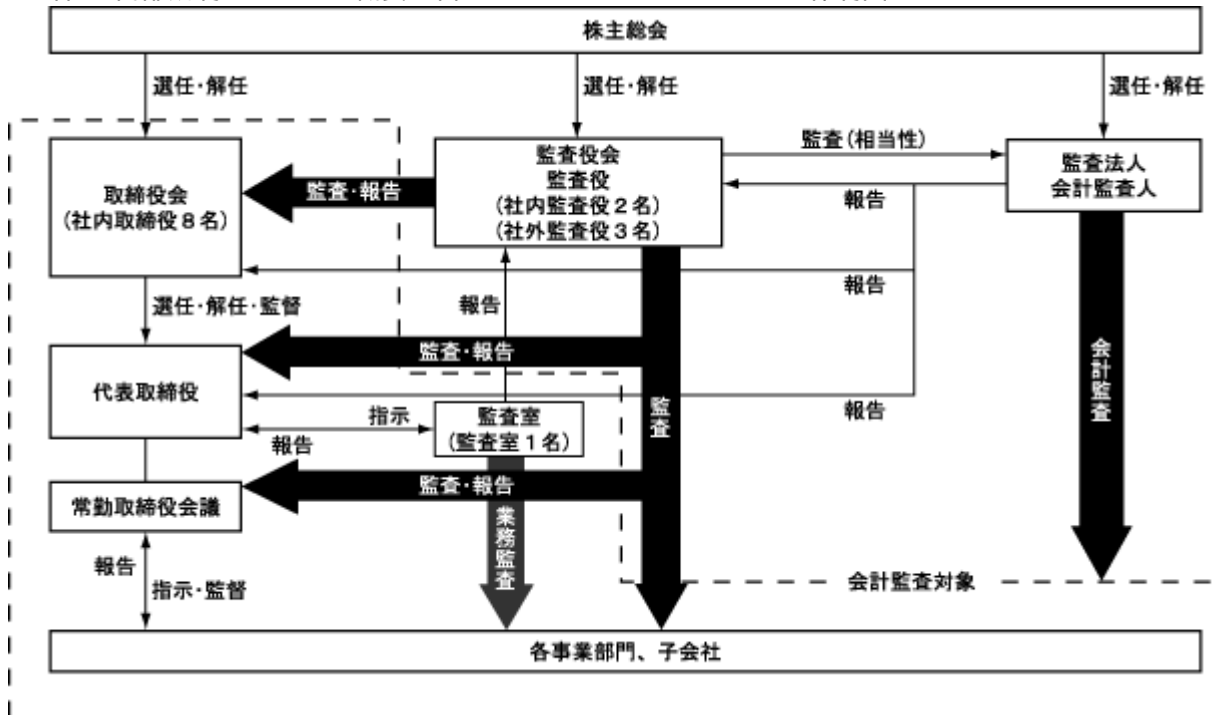 株主総会
選任・解任
選任・解任
選任・解任
取締役会
(社内取締役8名)
監査・報告
監査役会
監査役
(社内監査役2名)
(社外監査役3名)
監査(相当性)
報告
監査法人
会計監査人
報告
選任・解任・監督
報告
監査・報告
代表取締役
指示
報告
監査室
(監査室1名)
監査
報告
会計監査
監査・報告
常勤取締役会議
業務監査
報告
指示・監督
会計監査対象
各事業部門、子会社